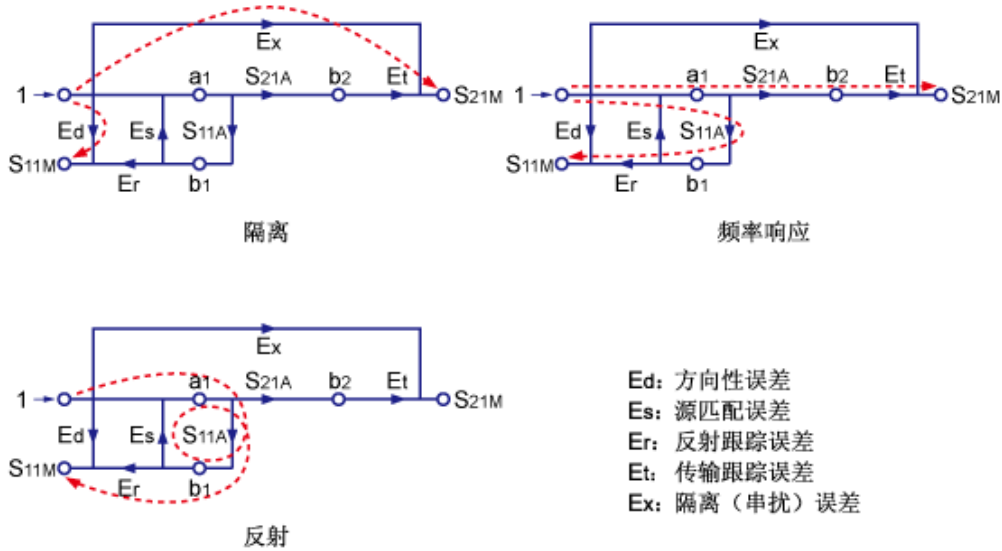 Ex
a1 S21A b2 Et
1 S21M
Ed Es S11A
S11M
Er b1
隔离
Ex
a1 S21A b2 Et
1 S21M
Ed Es S11A
S11M
Er b1
频率响应
Ex
a1 S21A b2 Et
1 S21M
Ed Es S11A
S11M
Er b1
反射
Ed: 方向性误差
Es: 源匹配误差
Er: 反射跟踪误差
Et: 传输跟踪误差
Ex: 隔离（串扰）误差